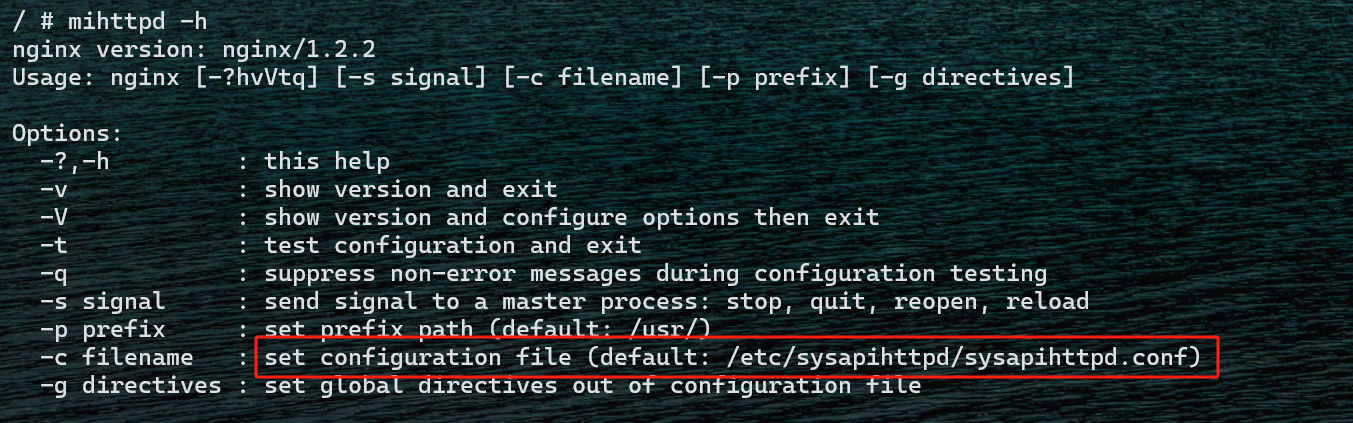 / # mihttpd -h
nginx version: nginx/1.2.2
Usage: nginx [-?hvVtq] [-s signal] [-c filename] [-p prefix] [-g directives]
Options:
-?,-h : this help
-v : show version and exit
-V : show version and configure options then exit
-t : test configuration and exit
-q : suppress non-error messages during configuration testing
-s signal : send signal to a master process: stop, quit, reopen, reload
-p prefix : set prefix path (default: /usr/)
-c filename : set configuration file (default: /etc/sysapihttpd/sysapihttpd.conf)
-g directives : set global directives out of configuration file